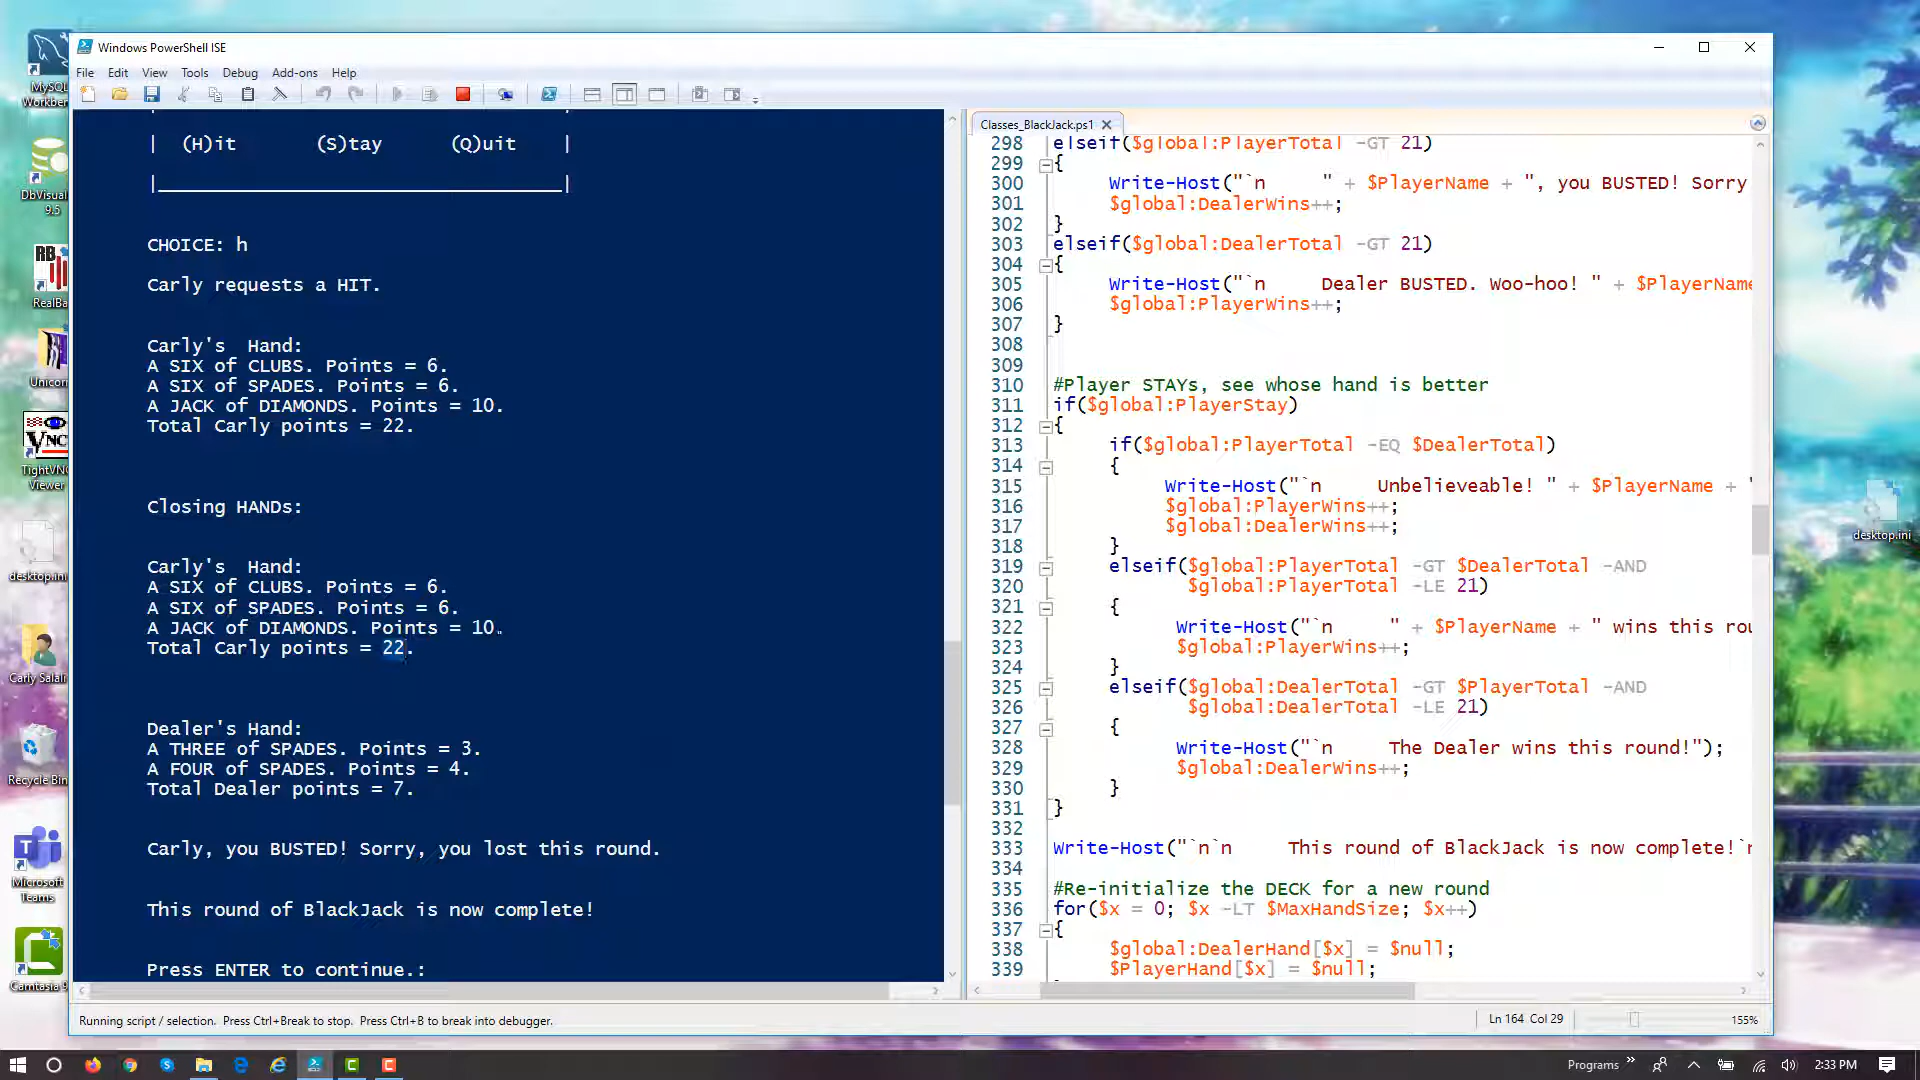 Windows PowerShell ISE
File Edit View Tools Debug Add-ons Help
| (H)it (S)tay (Q)uit |
|____________________________________|
CHOICE: h
Carly requests a HIT.
Carly's  Hand:
A SIX of CLUBS. Points = 6.
A SIX of SPADES. Points = 6.
A JACK of DIAMONDS. Points = 10.
Total Carly points = 22.
Closing HANDs:
Carly's  Hand:
A SIX of CLUBS. Points = 6.
A SIX of SPADES. Points = 6.
A JACK of DIAMONDS. Points = 10.
Total Carly points = 22.
Dealer's Hand:
A THREE of SPADES. Points = 3.
A FOUR of SPADES. Points = 4.
Total Dealer points = 7.
Carly, you BUSTED! Sorry, you lost this round.
This round of BlackJack is now complete!
Press ENTER to continue.:
Classes_BlackJack.ps1
298 elseif($global:PlayerTotal -GT 21)
299 {
300 Write-Host("`n     " + $PlayerName + ", you BUSTED! Sorry
301 $global:DealerWins++;
302 }
303 elseif($global:DealerTotal -GT 21)
304 {
305 Write-Host("`n     Dealer BUSTED. Woo-hoo! " + $PlayerName
306 $global:PlayerWins++;
307 }
308
309
310 #Player STAYs, see whose hand is better
311 if($global:PlayerStay)
312 {
313 if($global:PlayerTotal -EQ $DealerTotal)
314 {
315 Write-Host("`n     Unbelieveable! " + $PlayerName + "
316 $global:PlayerWins++;
317 $global:DealerWins++;
318 }
319 elseif($global:PlayerTotal -GT $DealerTotal -AND
320 $global:PlayerTotal -LE 21)
321 {
322 Write-Host("`n     " + $PlayerName + " wins this rou
323 $global:PlayerWins++;
324 }
325 elseif($global:DealerTotal -GT $PlayerTotal -AND
326 $global:DealerTotal -LE 21)
327 {
328 Write-Host("`n     The Dealer wins this round!");
329 $global:DealerWins++;
330 }
331 }
332
333 Write-Host("`n`n     This round of BlackJack is now complete!`n
334
335 #Re-initialize the DECK for a new round
336 for($x = 0; $x -LT $MaxHandSize; $x++)
337 {
338 $global:DealerHand[$x] = $null;
339 $PlayerHand[$x] = $null;
Running script / selection.  Press Ctrl+Break to stop.  Press Ctrl+B to break into debugger.
Ln 164 Col 29
155%
MySQL
Workben
DbVisual
9.5
RB
RealBa
Unicor
VNC
TightVNC
Viewer
desktop.ini
Carly Salali
Recycle Bin
Microsoft
Teams
Camtasia 9
desktop.ini
Programs
2:33 PM